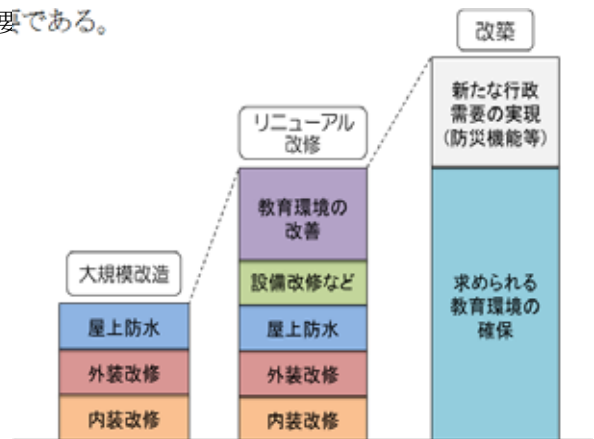 要である。
改築
新たな行政
需要の実現
(防災機能等)
リニューアル
改修
教育環境の
改善
大規模改造
設備改修など
求められる
教育環境の
確保
屋上防水
屋上防水
外装改修
外装改修
内装改修
内装改修